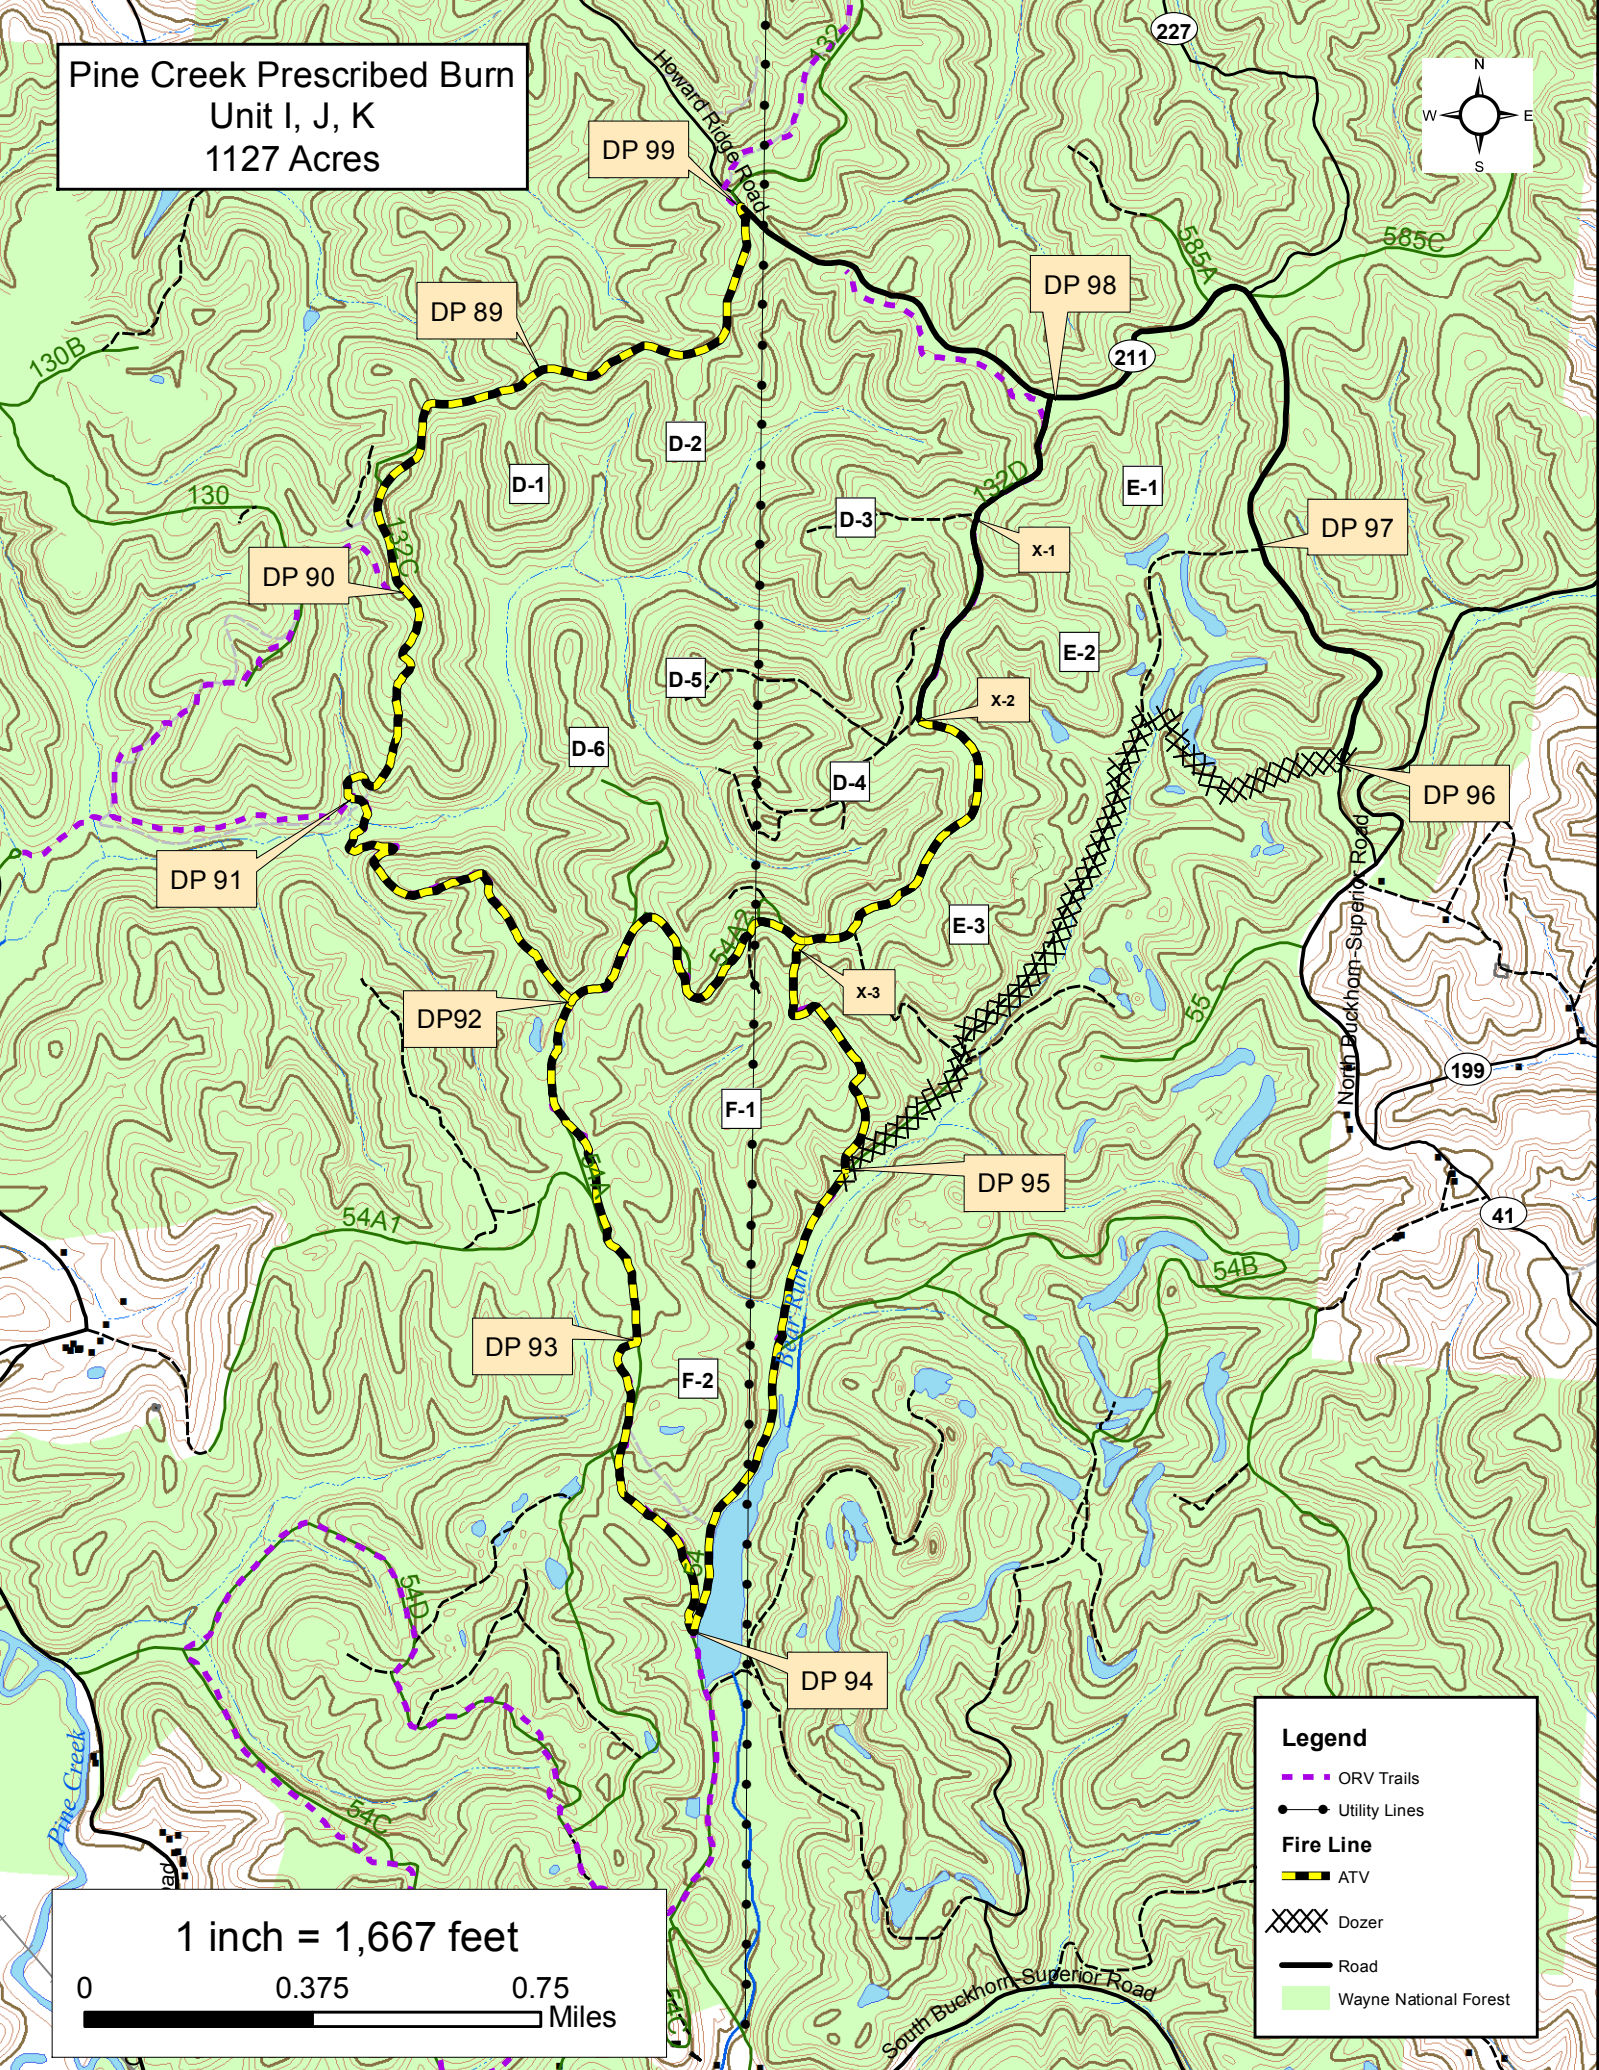 Pine Creek Prescribed Burn
Unit I, J, K
1127 Acres
227
N
W
E
S
132
Howard Ridge Road
DP 99
585A
585C
DP 98
DP 89
211
130B
D-2
D-1
132D
E-1
130
D-3
DP 97
132C
X-1
DP 90
E-2
D-5
X-2
D-6
D-4
DP 96
DP 91
North Buckhorn-Superior Road
54A2
E-3
X-3
55
DP92
199
F-1
54A
DP 95
54A1
41
54B
Bear Run
DP 93
F-2
54
54D
DP 94
Pine Creek
54C
ad
54C
South Buckhorn-Superior Road
Legend
ORV Trails
Utility Lines
Fire Line
ATV
Dozer
Road
Wayne National Forest
1 inch = 1,667 feet
0
0.375
0.75
Miles